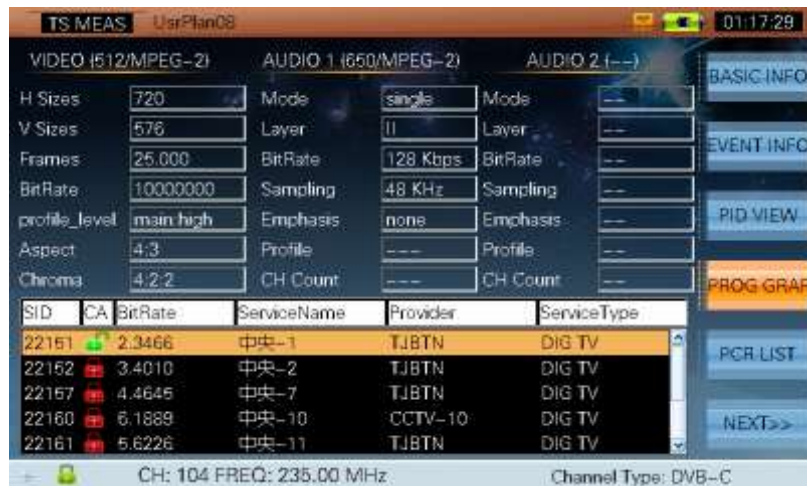 TS MEAS UsrPlan08 01:17:29
VIDEO (512/MPEG-2) AUDIO 1 (650/MPEG-2) AUDIO 2 (--)
H Sizes 720 Mode single Mode --
V Sizes 576 Layer II Layer --
Frames 25.000 BitRate 128 Kbps BitRate --
BitRate 10000000 Sampling 48 KHz Sampling --
profile_level main:high Emphasis none Emphasis --
Aspect 4:3 Profile --- Profile --
Chroma 4:2:2 CH Count --- CH Count --
SID CA BitRate ServiceName Provider ServiceType
22151 2.3466 中央-1 TJBTN DIG TV
22152 3.4010 中央-2 TJBTN DIG TV
22157 4.4645 中央-7 TJBTN DIG TV
22160 6.1889 中央-10 CCTV-10 DIG TV
22161 5.6226 中央-11 TJBTN DIG TV
CH: 104 FREQ: 235.00 MHz Channel Type: DVB-C
BASIC INFO
EVENT INFO
PID VIEW
PROG GRAP
PCR LIST
NEXT>>